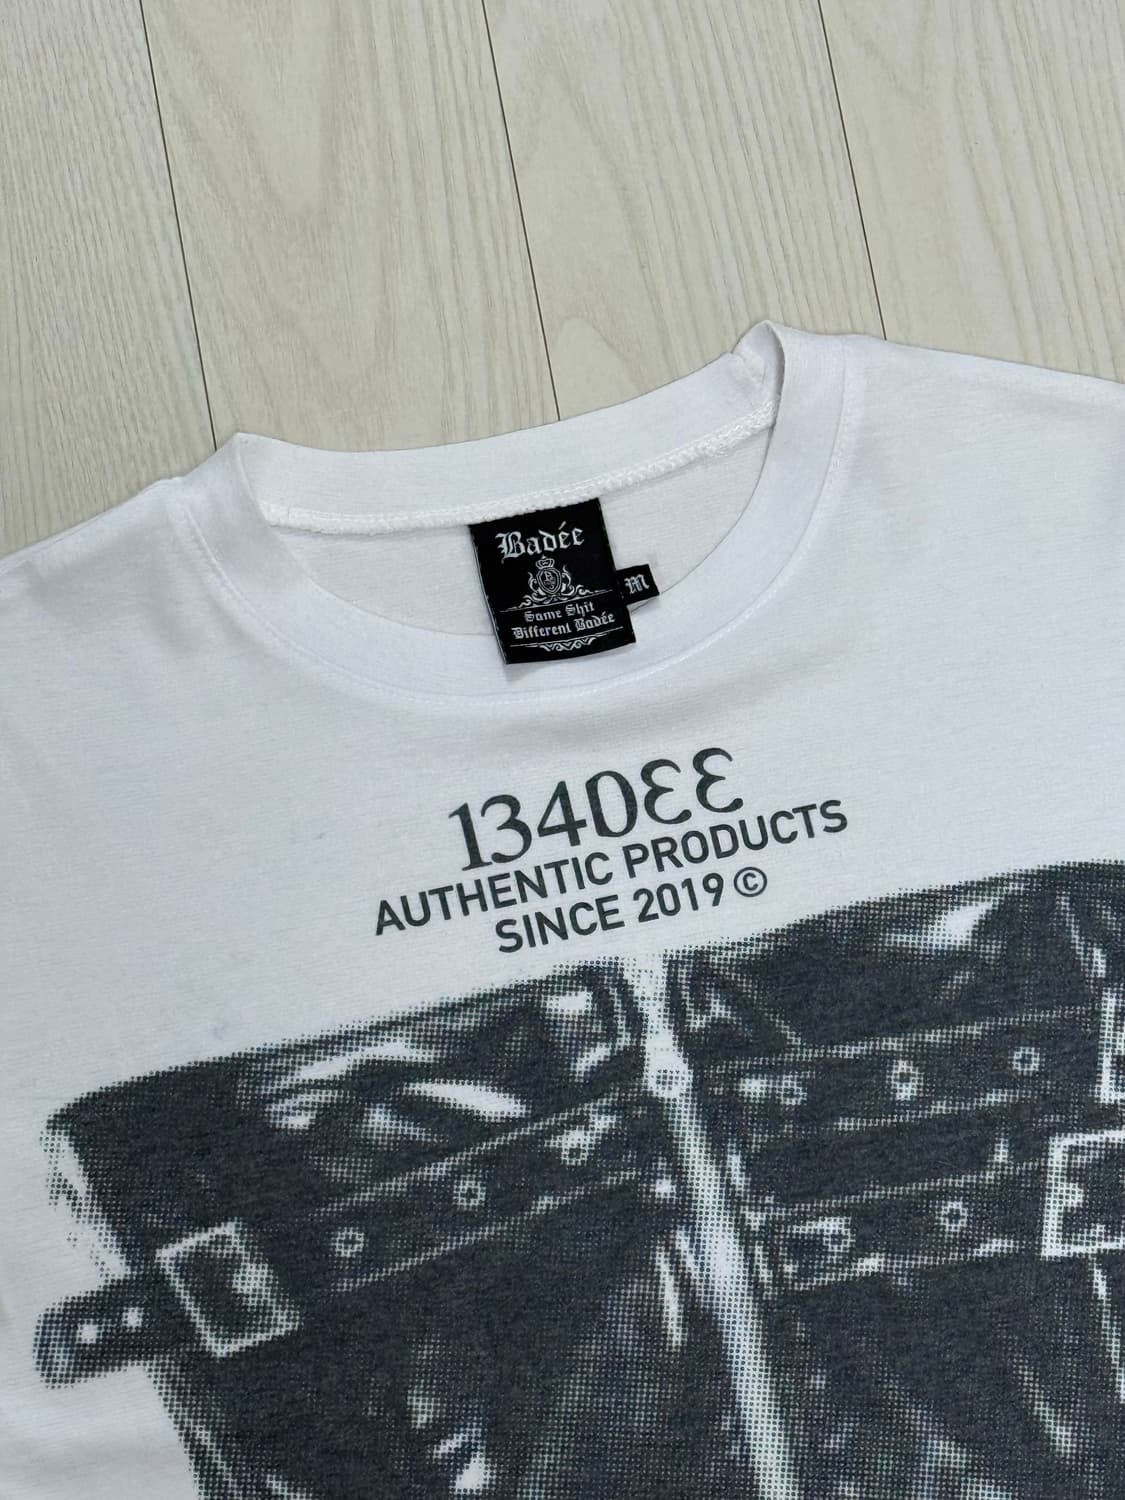 Badée
Same Shit
Different Badée
M
1340ƐƐ
AUTHENTIC PRODUCTS
SINCE 2019 ©